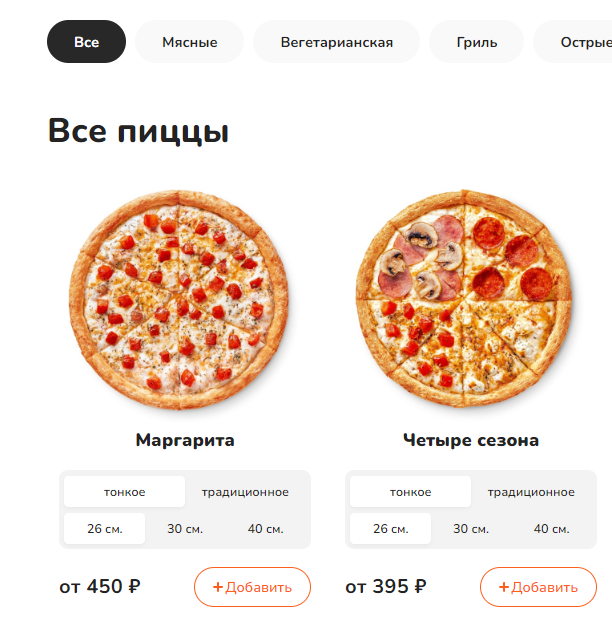 Все Мясные Вегетарианская Гриль Острые
Все пиццы
Маргарита Четыре сезона
тонкое традиционное тонкое традиционное
26 см. 30 см. 40 см. 26 см. 30 см. 40 см.
от 450 ₽ +Добавить от 395 ₽ +Добавить